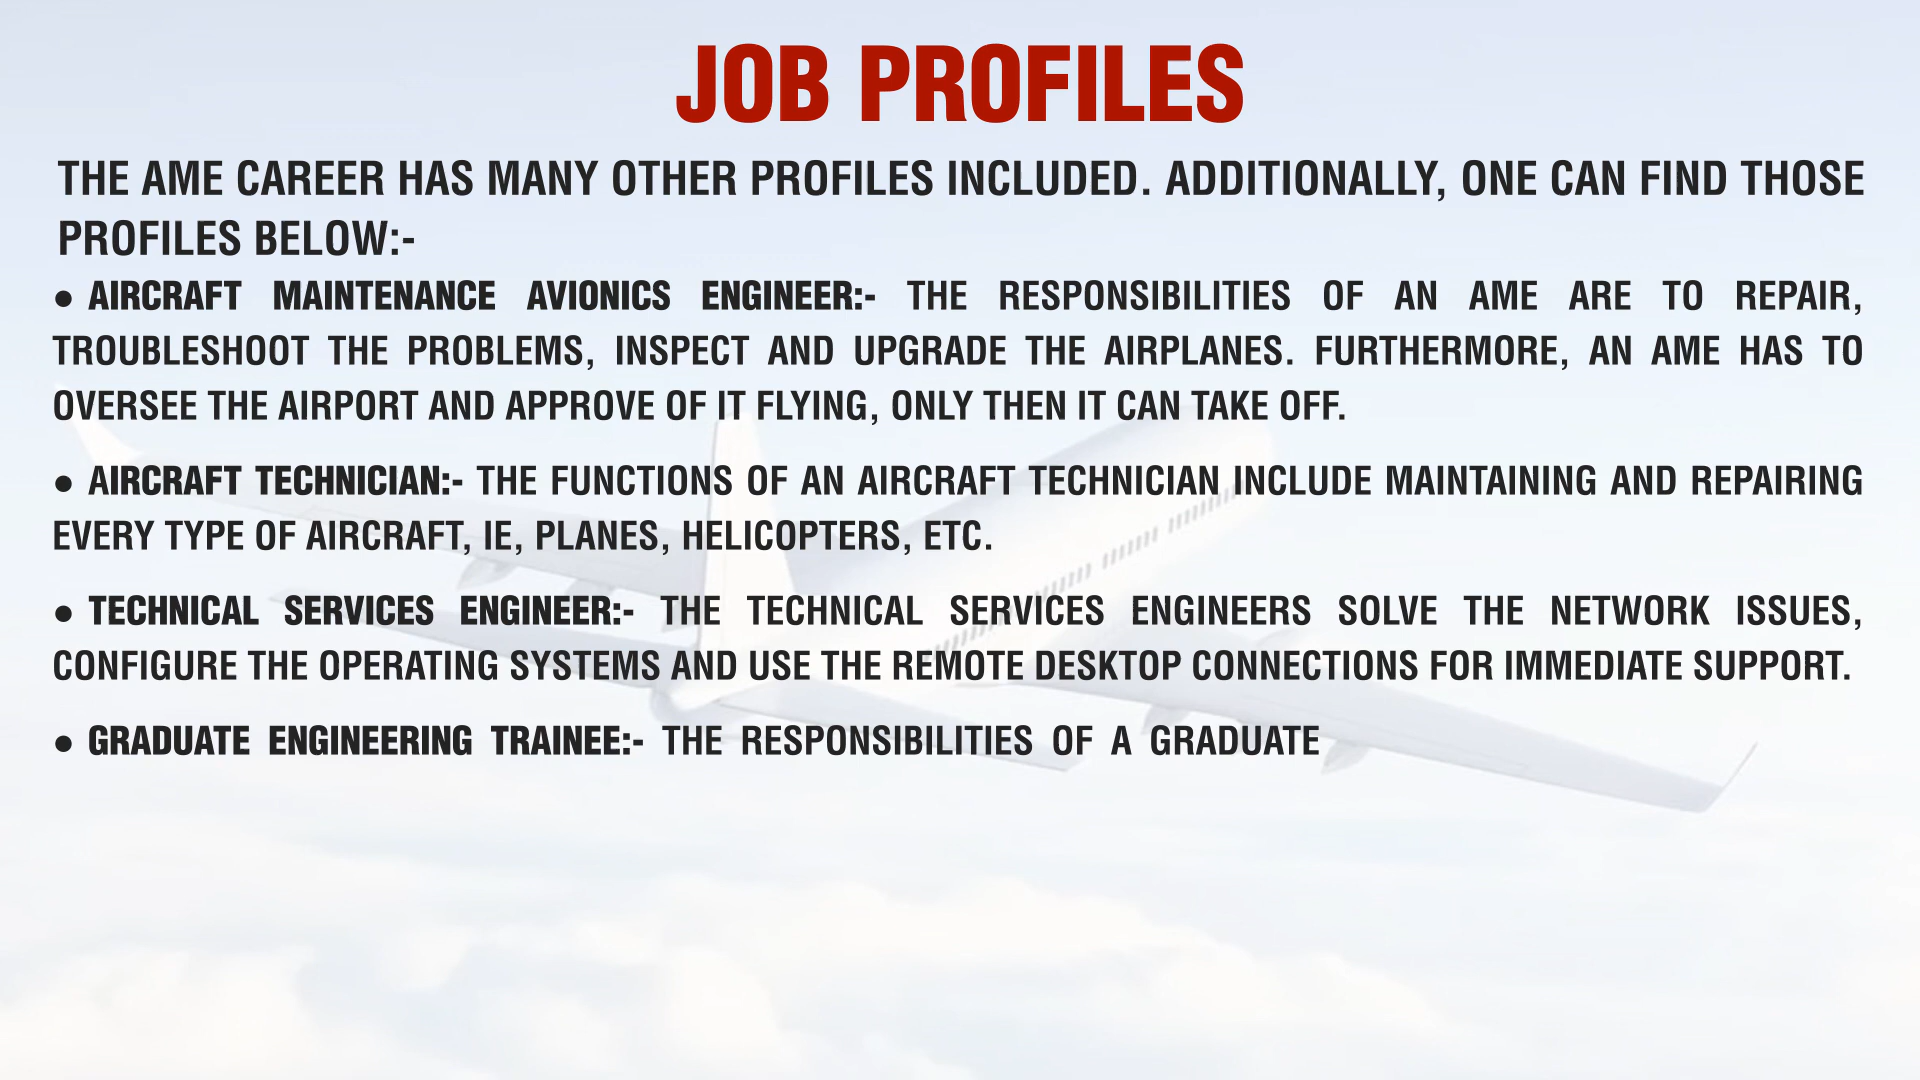 JOB PROFILES
THE AME CAREER HAS MANY OTHER PROFILES INCLUDED. ADDITIONALLY, ONE CAN FIND THOSE
PROFILES BELOW:-
● AIRCRAFT MAINTENANCE AVIONICS ENGINEER:- THE RESPONSIBILITIES OF AN AME ARE TO REPAIR,
TROUBLESHOOT THE PROBLEMS, INSPECT AND UPGRADE THE AIRPLANES. FURTHERMORE, AN AME HAS TO
OVERSEE THE AIRPORT AND APPROVE OF IT FLYING, ONLY THEN IT CAN TAKE OFF.
● AIRCRAFT TECHNICIAN:- THE FUNCTIONS OF AN AIRCRAFT TECHNICIAN INCLUDE MAINTAINING AND REPAIRING
EVERY TYPE OF AIRCRAFT, IE, PLANES, HELICOPTERS, ETC.
● TECHNICAL SERVICES ENGINEER:- THE TECHNICAL SERVICES ENGINEERS SOLVE THE NETWORK ISSUES,
CONFIGURE THE OPERATING SYSTEMS AND USE THE REMOTE DESKTOP CONNECTIONS FOR IMMEDIATE SUPPORT.
● GRADUATE ENGINEERING TRAINEE:- THE RESPONSIBILITIES OF A GRADUATE